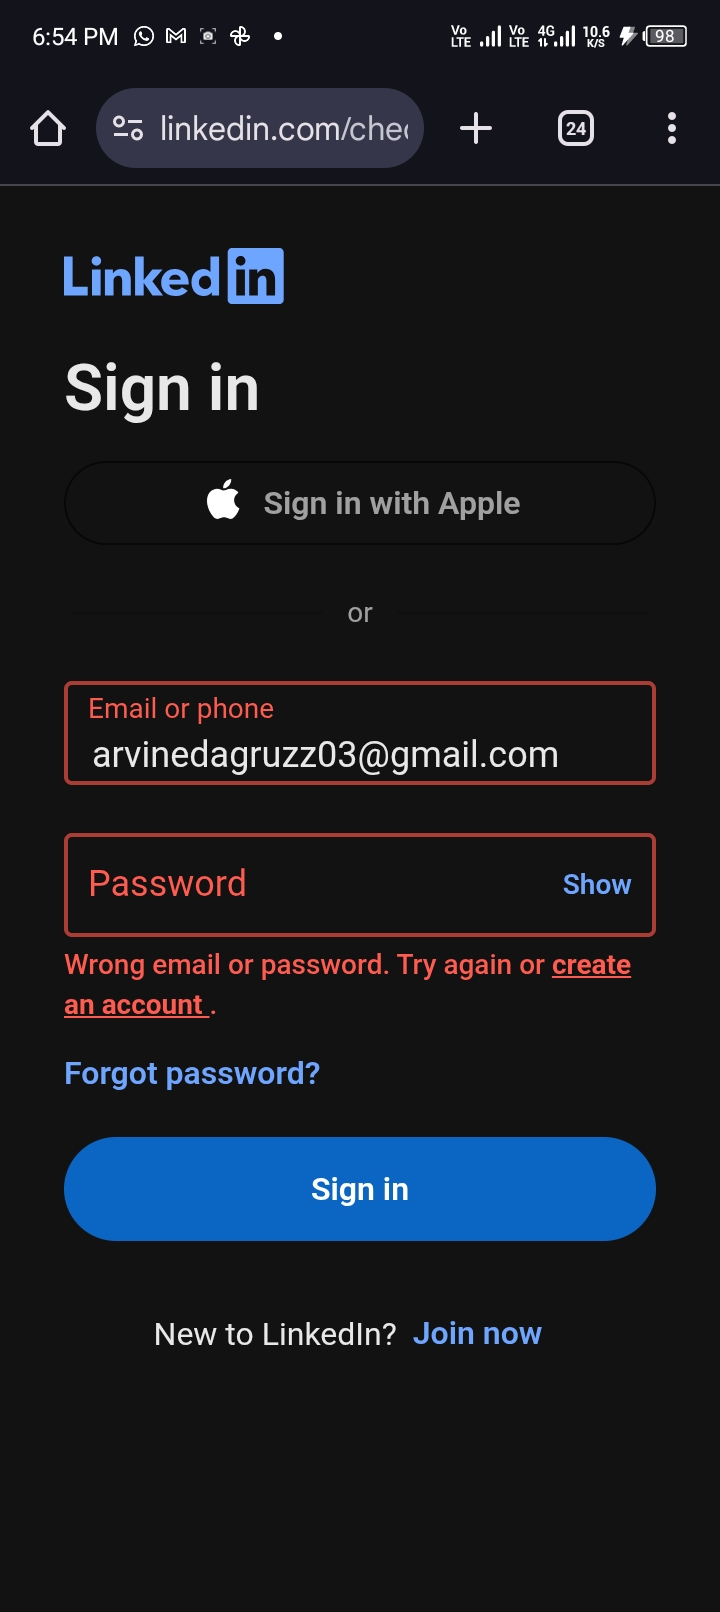 6:54 PM
Vo LTE Vo LTE 4G 10.6 K/S 98
linkedin.com/chec
24
Linked in
Sign in
Sign in with Apple
or
Email or phone
arvinedagruzz03@gmail.com
Password Show
Wrong email or password. Try again or create
an account .
Forgot password?
Sign in
New to LinkedIn? Join now